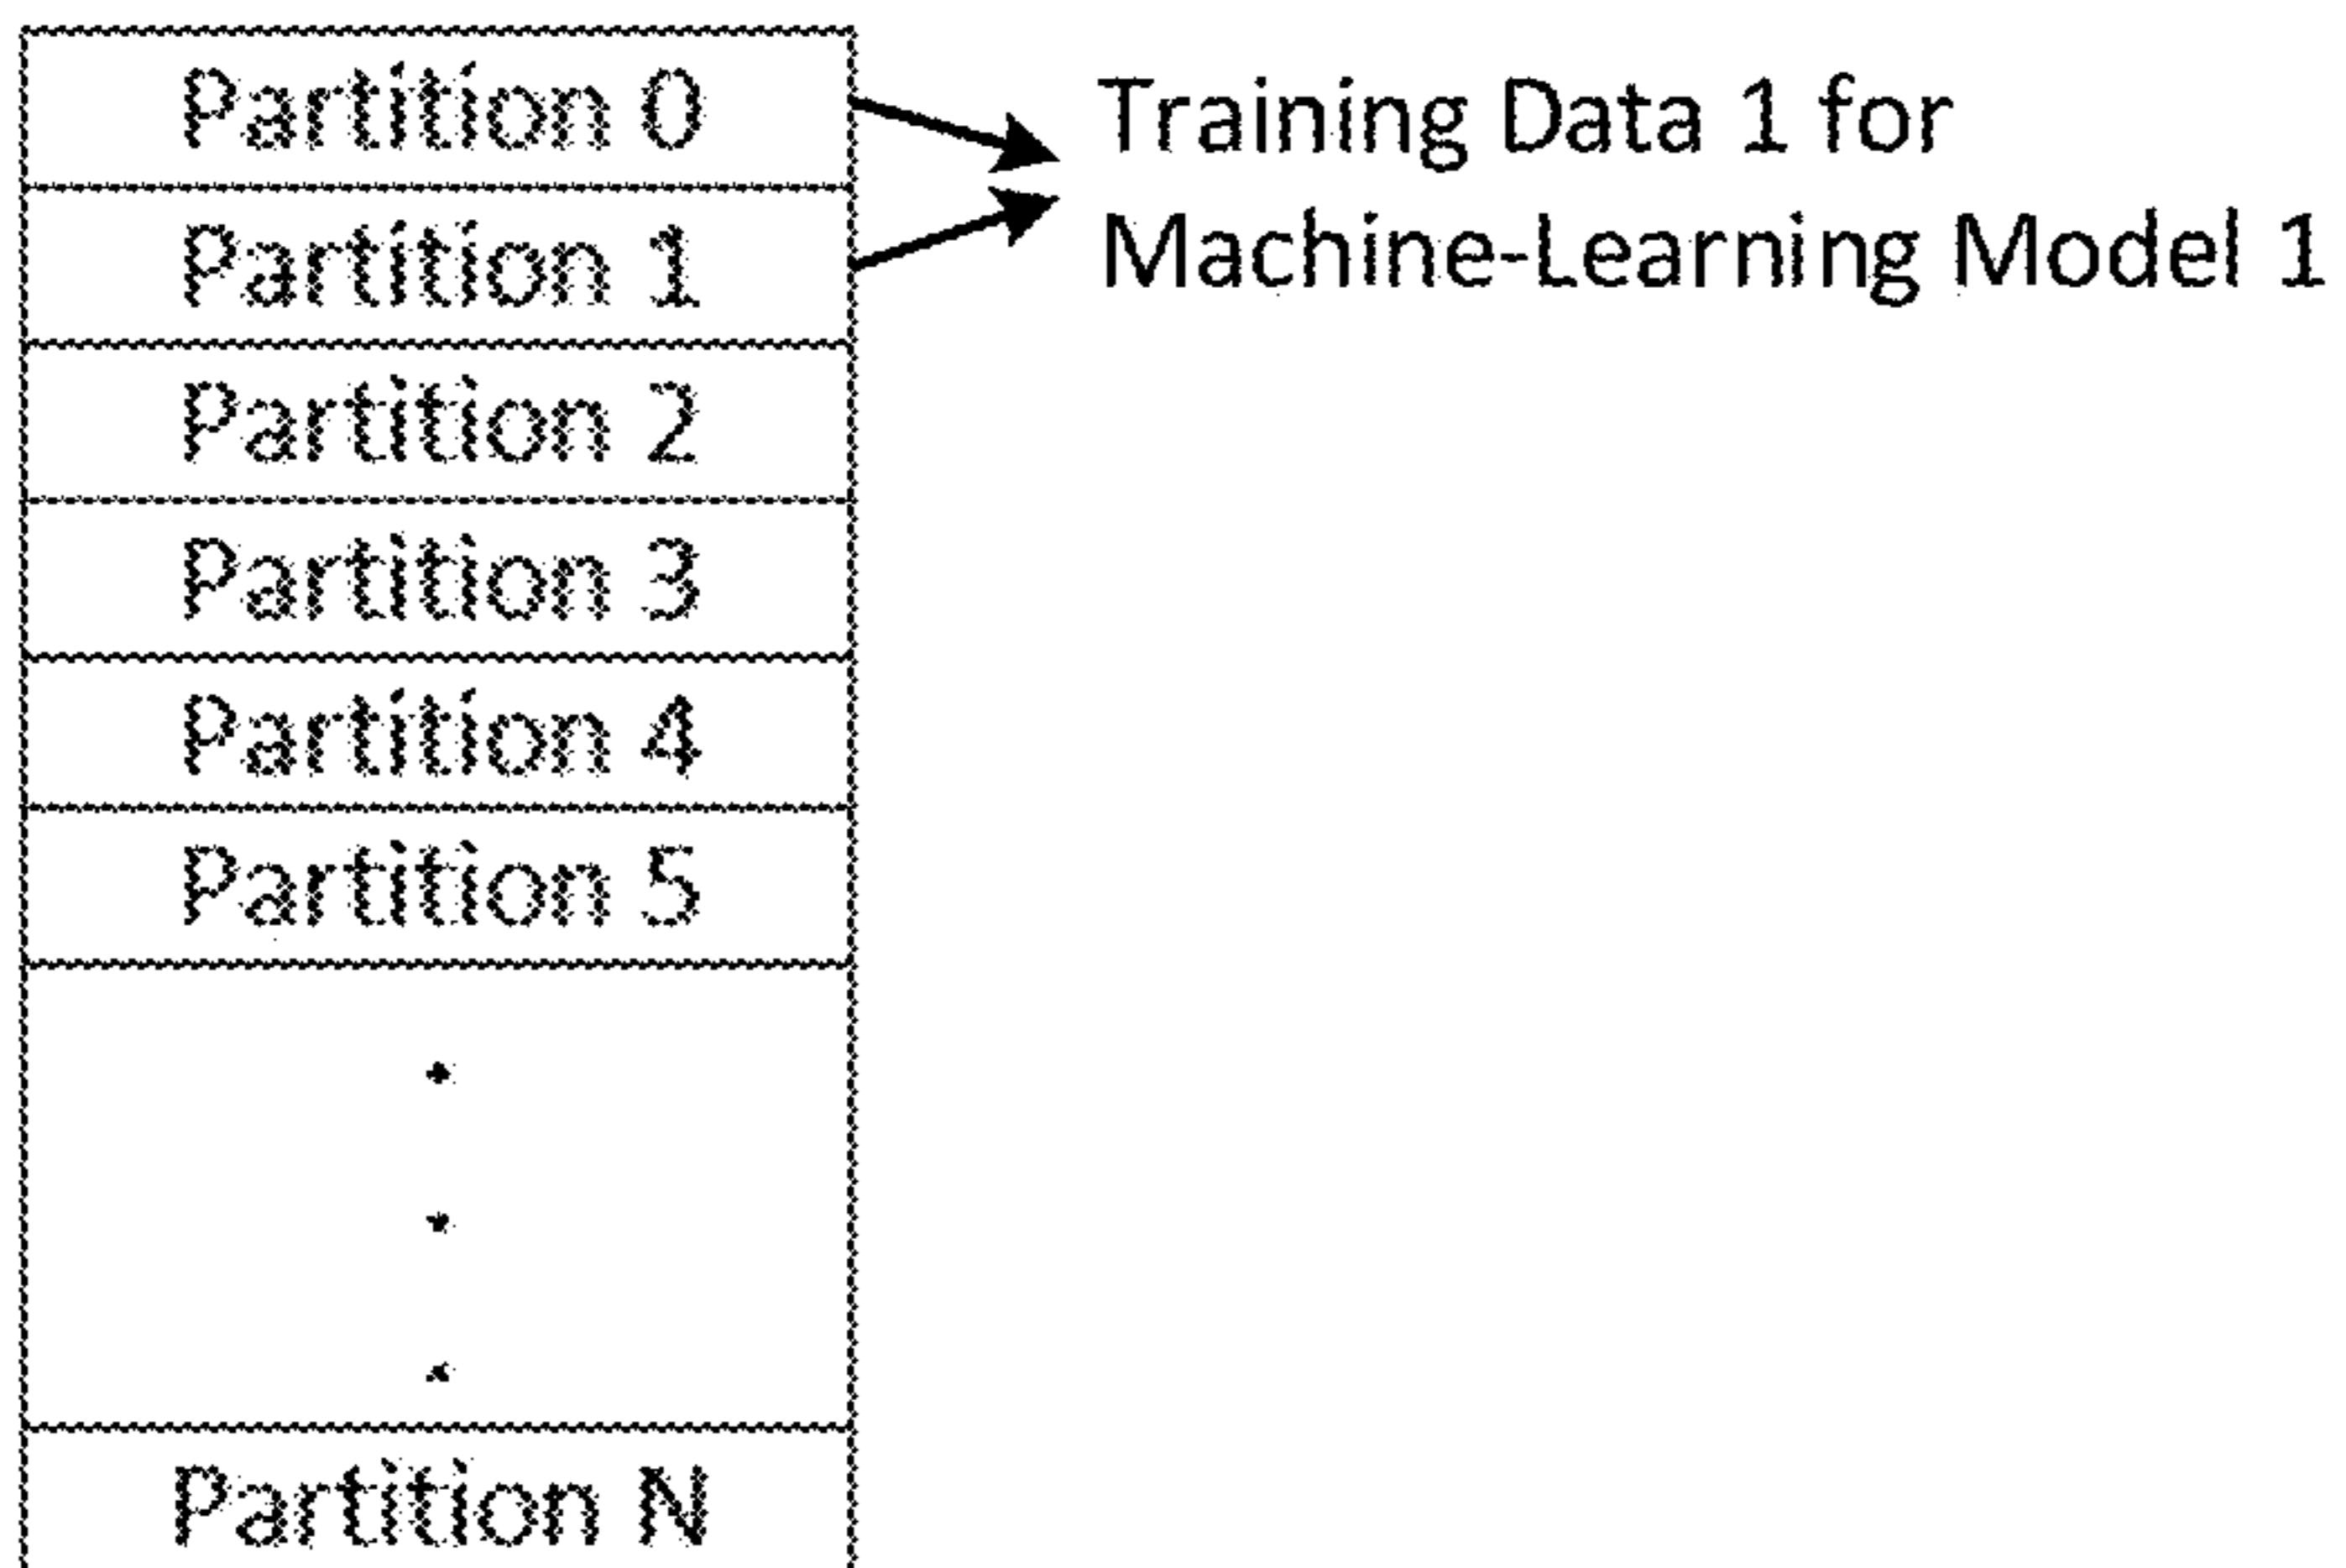 Partition 0
Partition 1
Partition 2
Partition 3
Partition 4
Partition 5
Partition N
Training Data 1 for
Machine-Learning Model 1